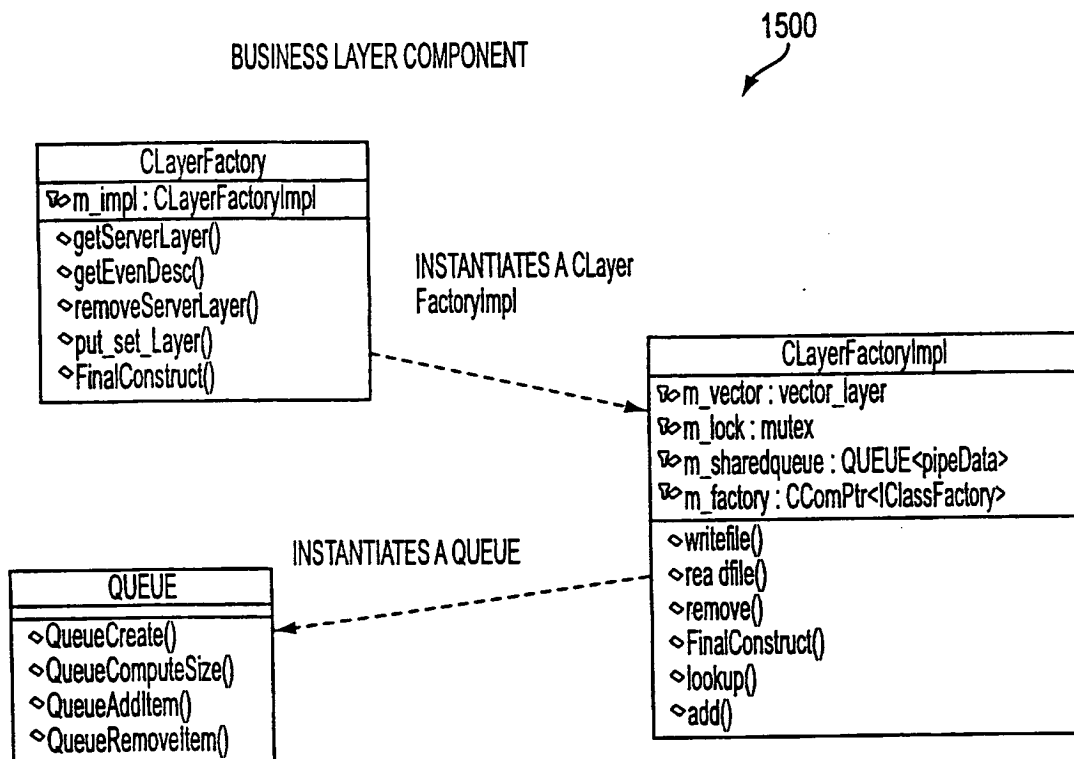 1500
BUSINESS LAYER COMPONENT
CLayerFactory
m_impl : CLayerFactoryImpl
getServerLayer()
getEvenDesc()
removeServerLayer()
put_set_Layer()
FinalConstruct()
INSTANTIATES A CLayer
FactoryImpl
CLayerFactoryImpl
m_vector : vector_layer
m_lock : mutex
m_sharedqueue : QUEUE<pipeData>
m_factory : CComPtr<IClassFactory>
writefile()
rea dfile()
remove()
FinalConstruct()
lookup()
add()
INSTANTIATES A QUEUE
QUEUE
QueueCreate()
QueueComputeSize()
QueueAddItem()
QueueRemoveItem()